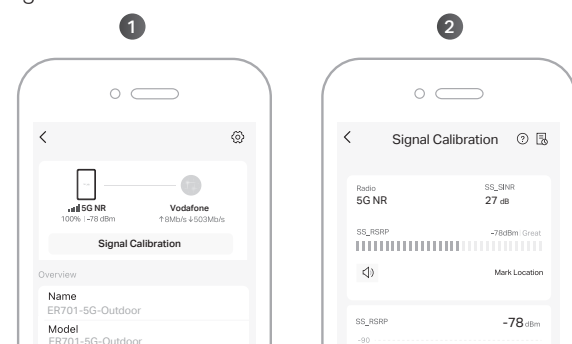 1
2
Signal Calibration
5G NR
Vodafone
100% | -78 dBm
↑8Mb/s ↓503Mb/s
Signal Calibration
Overview
Name
ER701-5G-Outdoor
Model
ER701-5G-Outdoor
Radio
SS_SINR
5G NR
27 dB
SS_RSRP
-78dBm Great
Mark Location
SS_RSRP
-78 dBm
-90